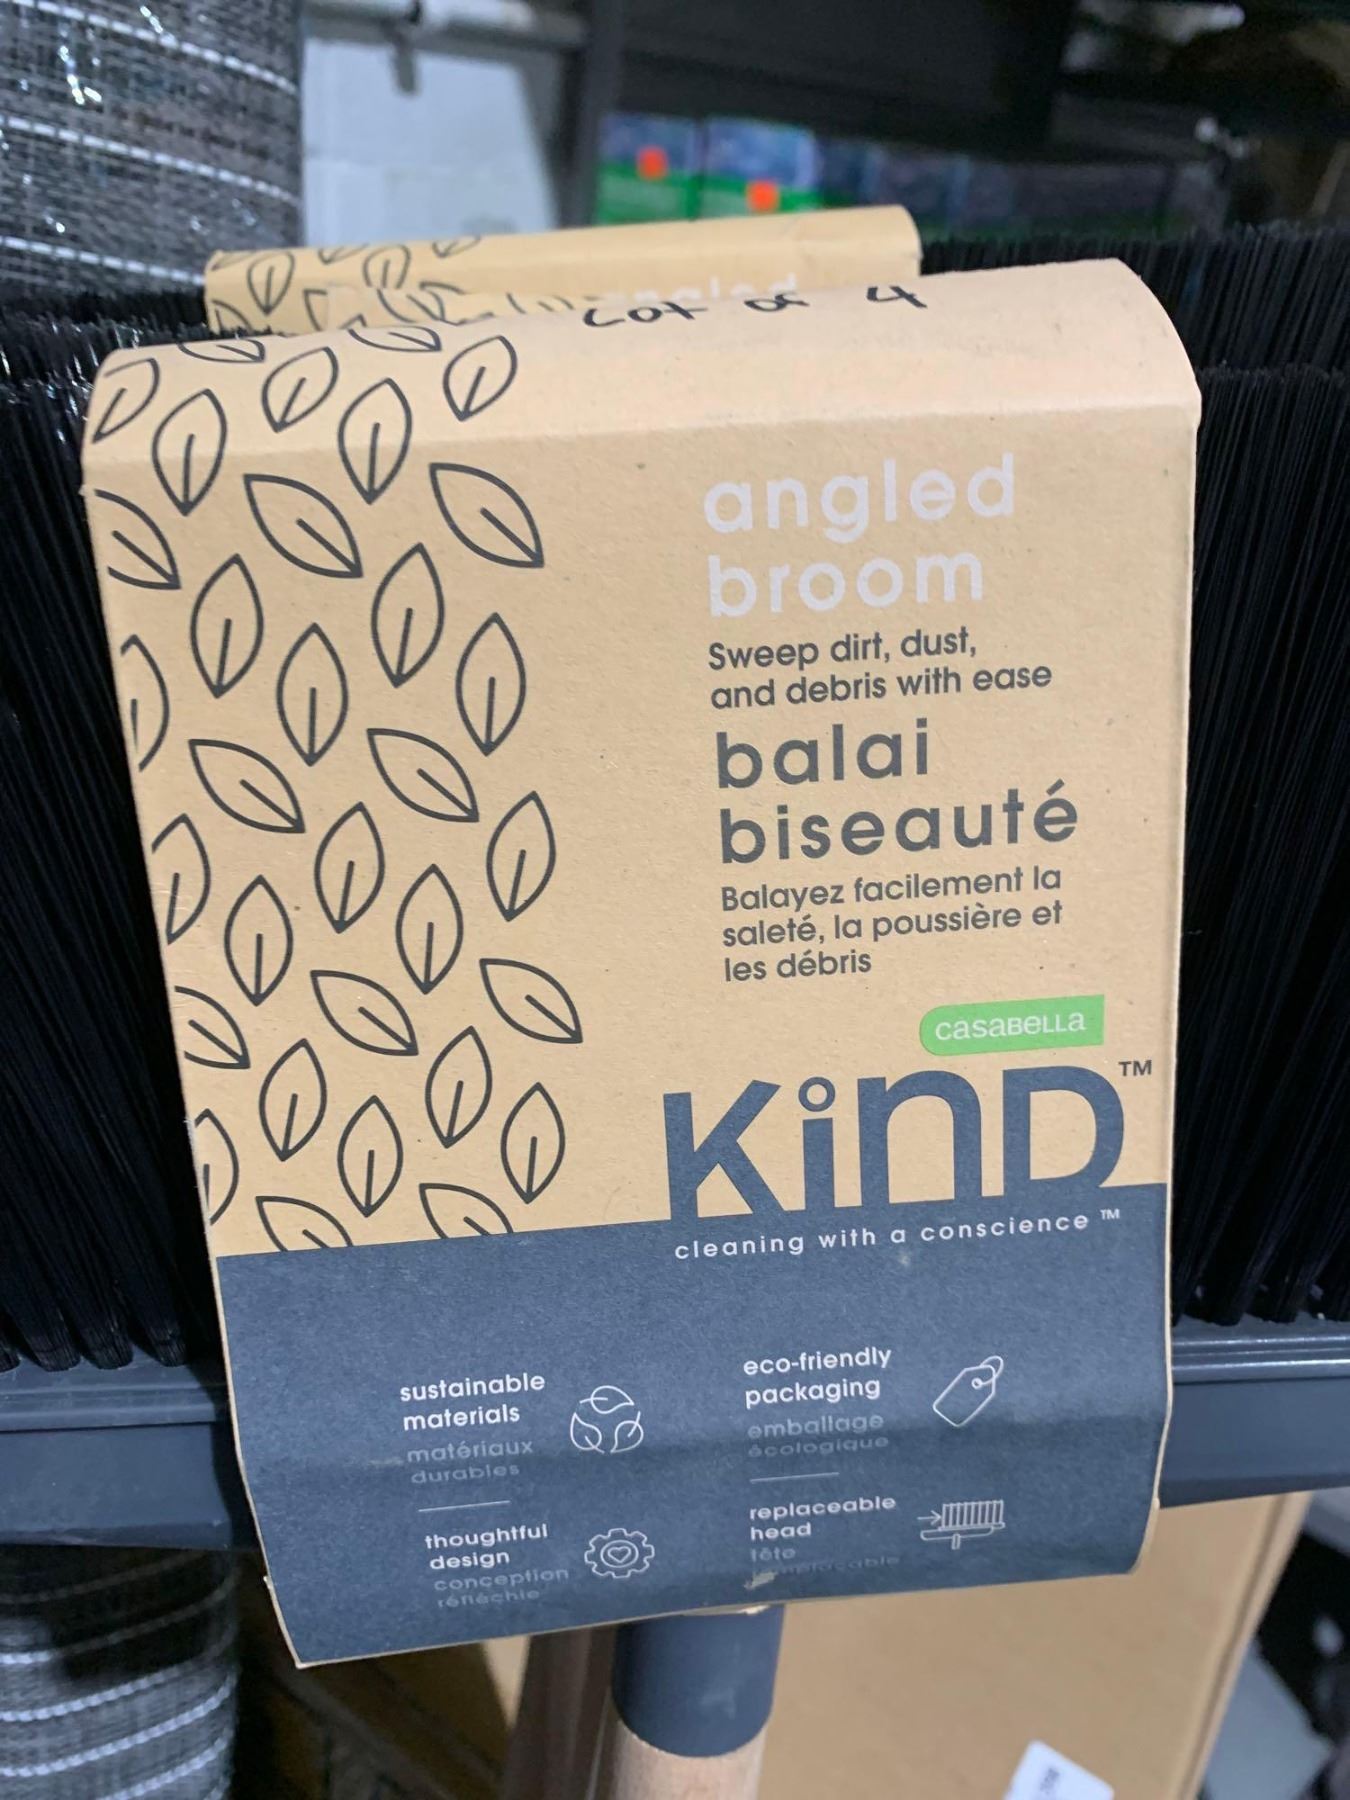 angled
Lot of 4
angled
broom
Sweep dirt, dust,
and debris with ease
balai
biseauté
Balayez facilement la
saleté, la poussière et
les débris
casaBeLLa
KinD™
cleaning with a conscience™
sustainable
materials
matériaux
durables
thoughtful
design
conception
réfléchie
eco-friendly
packaging
emballage
écologique
replaceable
head
tête